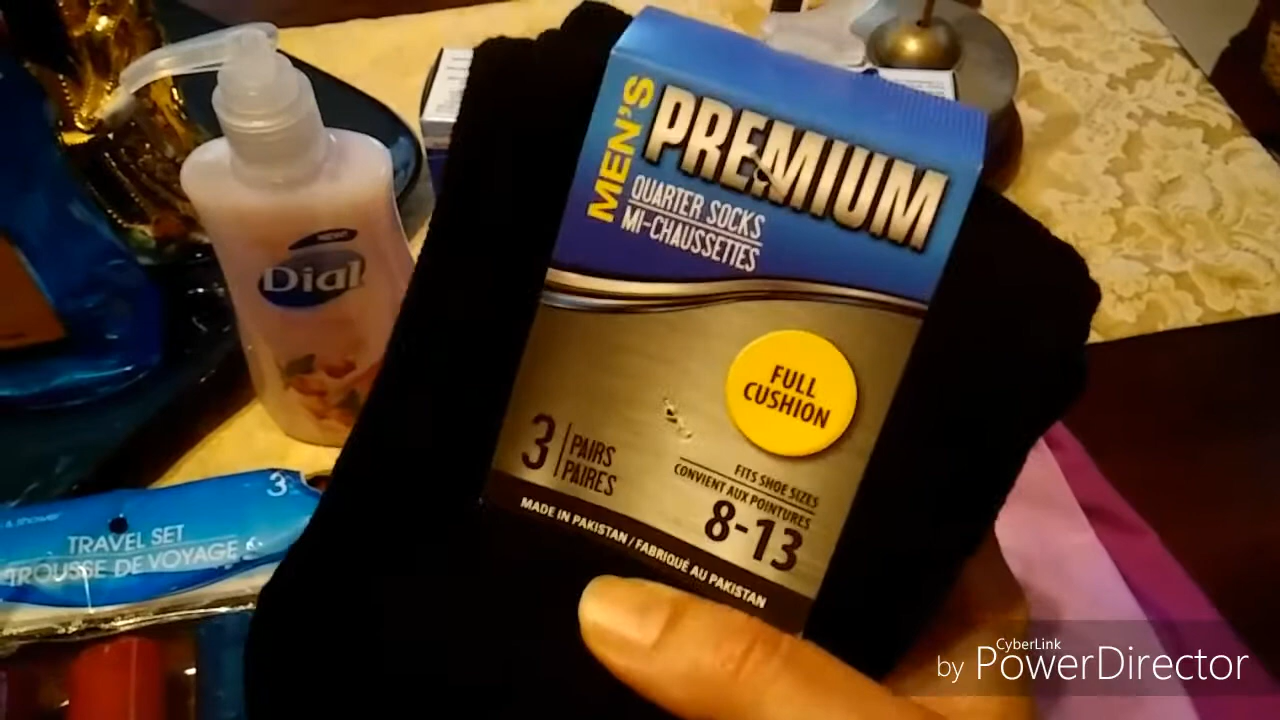 MEN'S
PREMIUM
QUARTER SOCKS
MI-CHAUSSETTES
FULL
CUSHION
3
PAIRS
PAIRES
FITS SHOE SIZES
CONVIENT AUX POINTURES
8-13
MADE IN PAKISTAN / FABRIQUÉ AU PAKISTAN
Dial
3
TRAVEL SET
TROUSSE DE VOYAGE
CyberLink
by PowerDirector